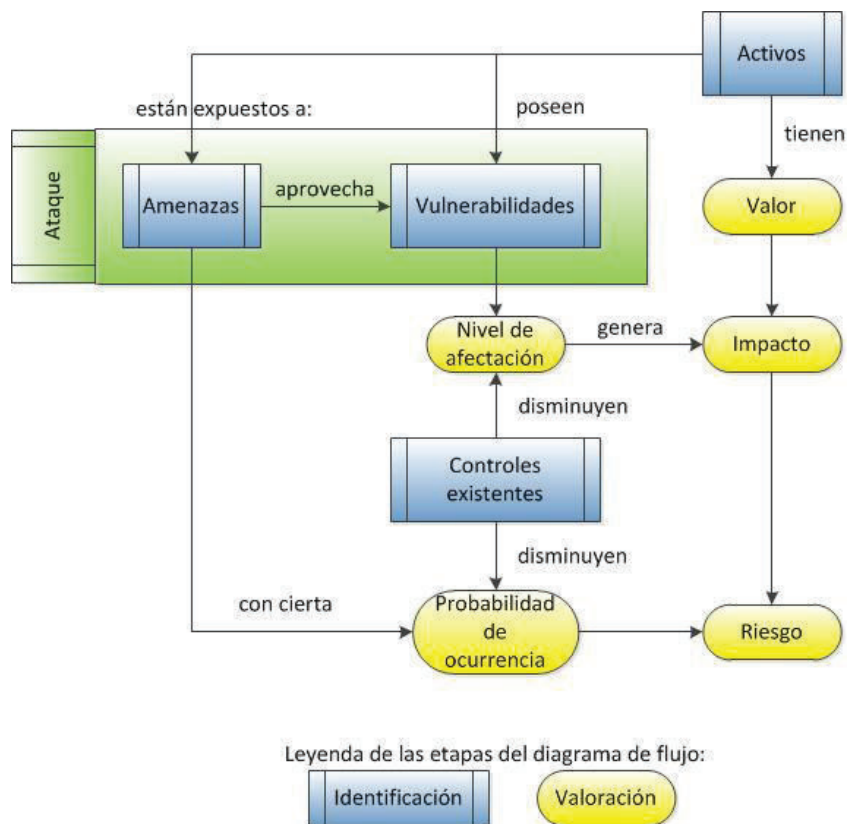 Activos
están expuestos a:
poseen
tienen
Ataque
Amenazas
aprovecha
Vulnerabilidades
Valor
Nivel de
afectación
genera
Impacto
disminuyen
Controles
existentes
disminuyen
con cierta
Probabilidad
de
ocurrencia
Riesgo
Leyenda de las etapas del diagrama de flujo:
Identificación
Valoración